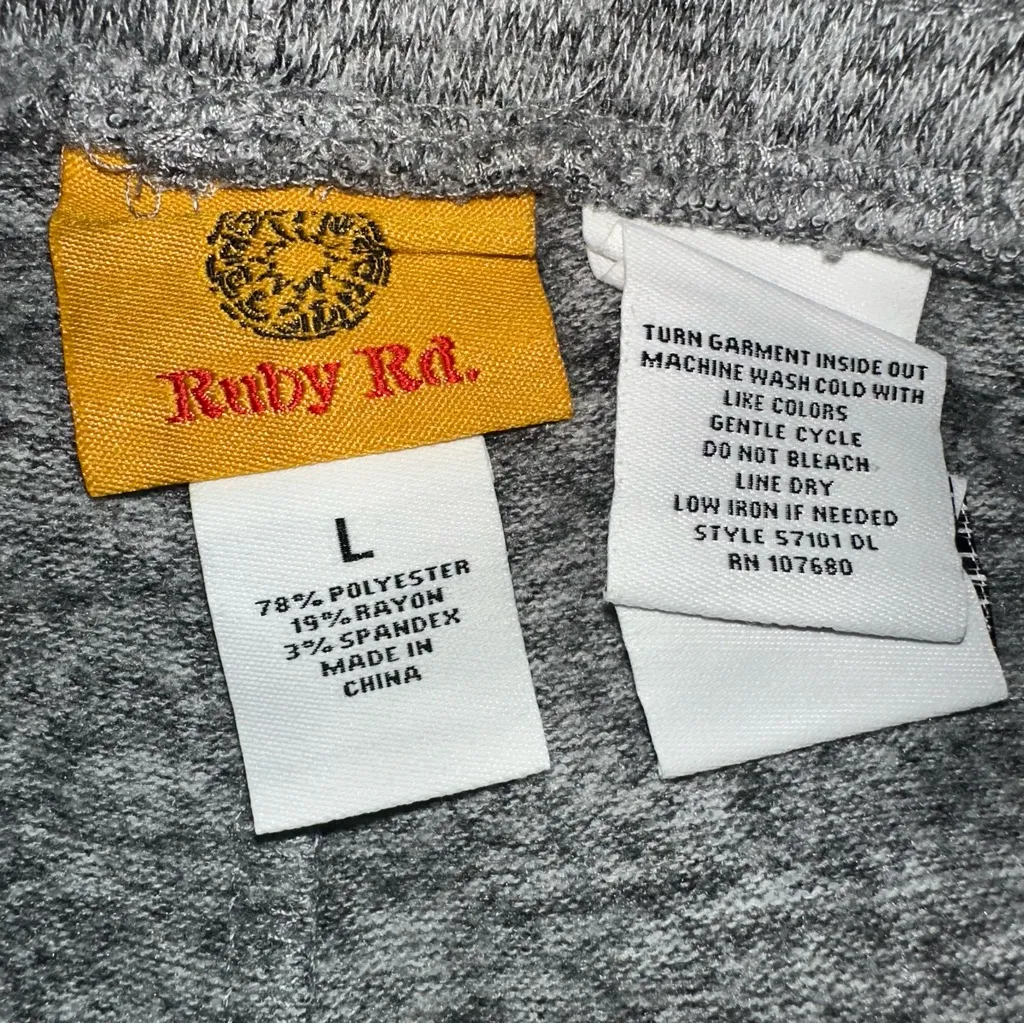 Ruby Rd.
L
78% POLYESTER
19% RAYON
3% SPANDEX
MADE IN
CHINA
TURN GARMENT INSIDE OUT
MACHINE WASH COLD WITH
LIKE COLORS
GENTLE CYCLE
DO NOT BLEACH
LINE DRY
LOW IRON IF NEEDED
STYLE 57101 DL
RN 107680